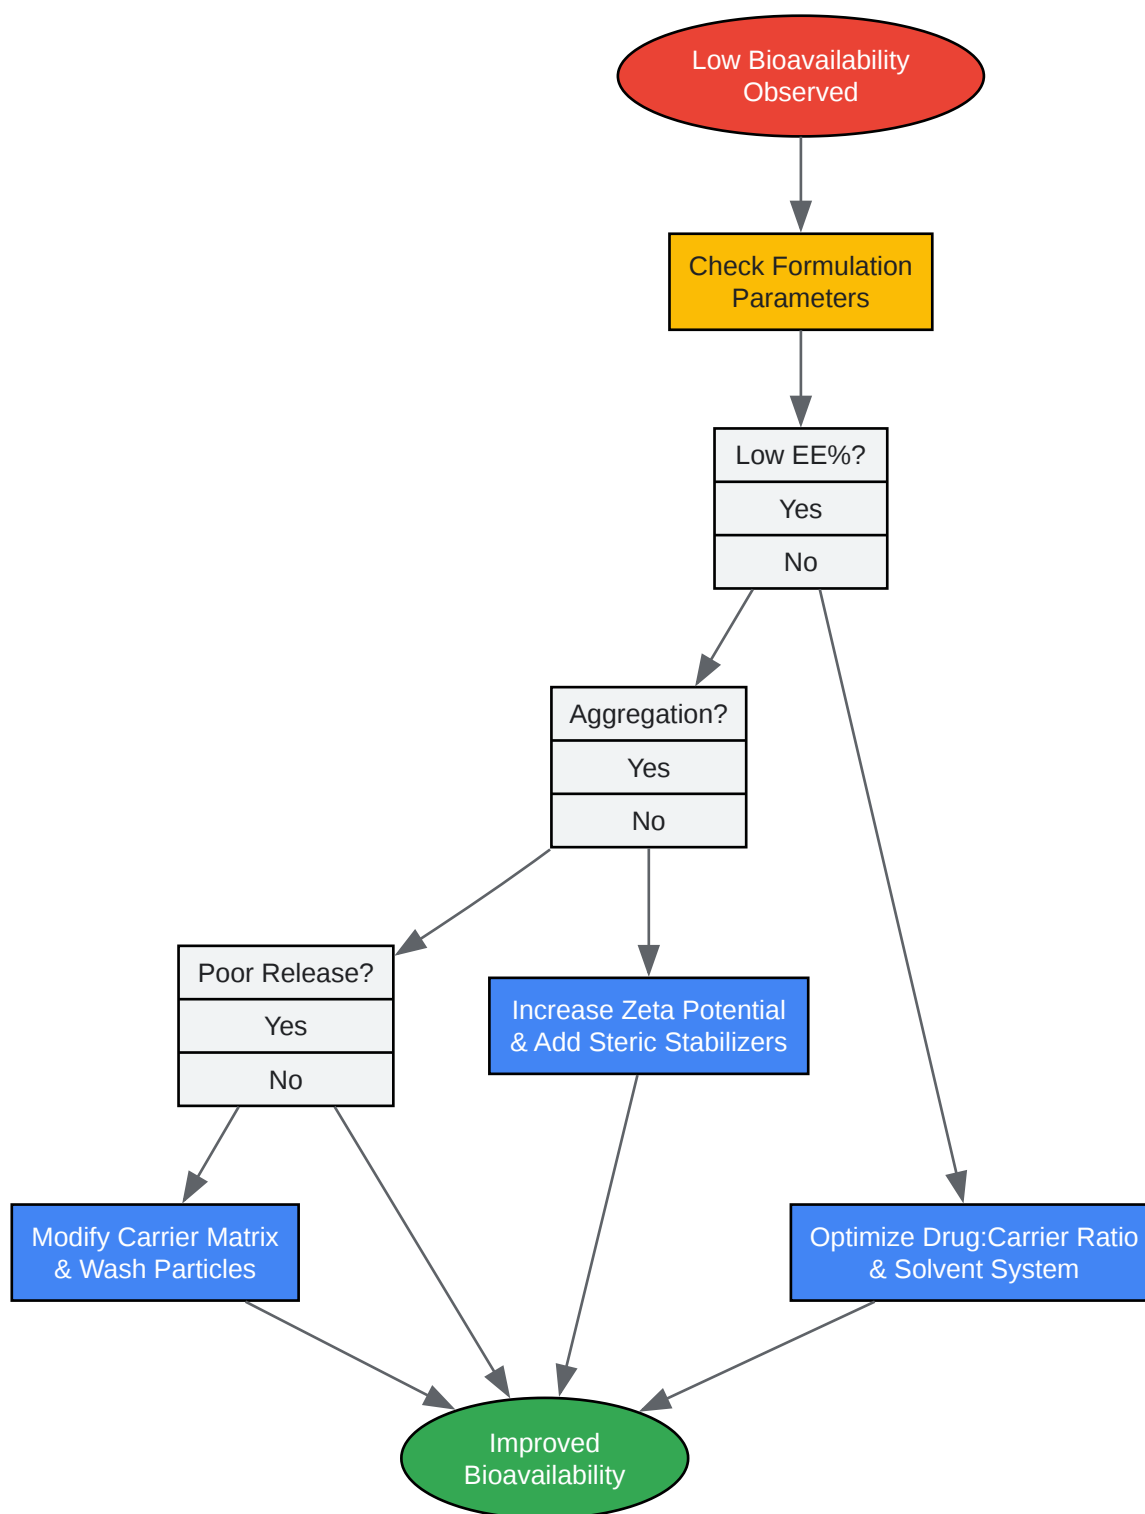 Low Bioavailability
Observed
Check Formulation
Parameters
Low EE%?
Yes
No
Aggregation?
Yes
No
Poor Release?
Yes
No
Increase Zeta Potential
& Add Steric Stabilizers
Modify Carrier Matrix
& Wash Particles
Optimize Drug:Carrier Ratio
& Solvent System
Improved
Bioavailability